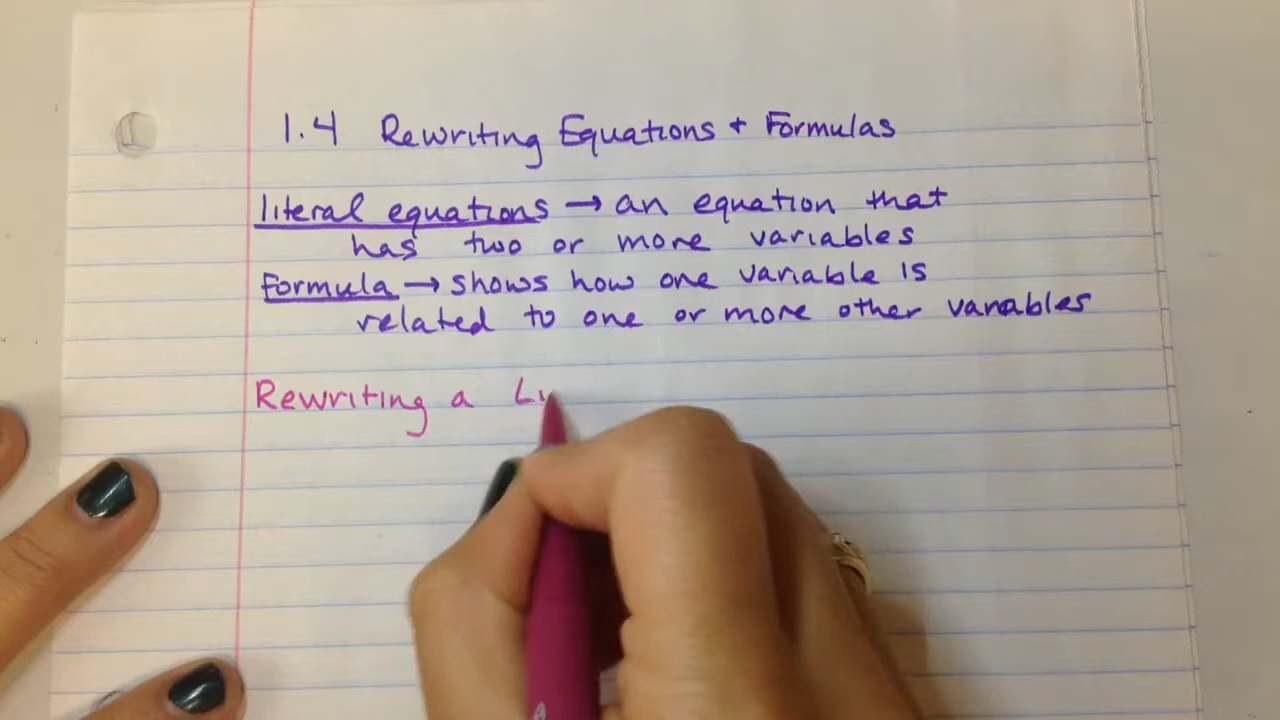 1.4 Rewriting Equations + Formulas
literal equations → an equation that
has two or more variables
Formula → shows how one variable is
related to one or more other variables
Rewriting a Li